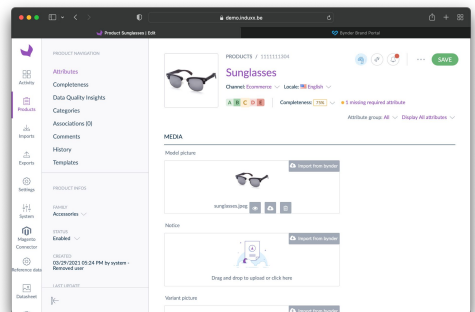 demo.induxx.be
Product Sunglasses | Edit
Bynder Brand Portal
Activity
Products
Imports
Exports
Settings
System
Magento
Connector
Reference data
Datasheet
PRODUCT NAVIGATION
Attributes
Completeness
Data Quality Insights
Categories
Associations (0)
Comments
History
Templates
PRODUCT INFOS
FAMILY
Accessories
STATUS
Enabled
CREATED
03/29/2021 05:24 PM by system -
Removed user
LAST UPDATE
PRODUCTS / 1111111304
SAVE
Sunglasses
Channel: Ecommerce Locale: English
A B C D E Completeness: 75% 1 missing required attribute
Attribute group: All Display All attributes
MEDIA
Model picture
Import from bynder
sunglasses.jpeg
Notice
Import from bynder
Drag and drop to upload or click here
Variant picture
Import from bynder